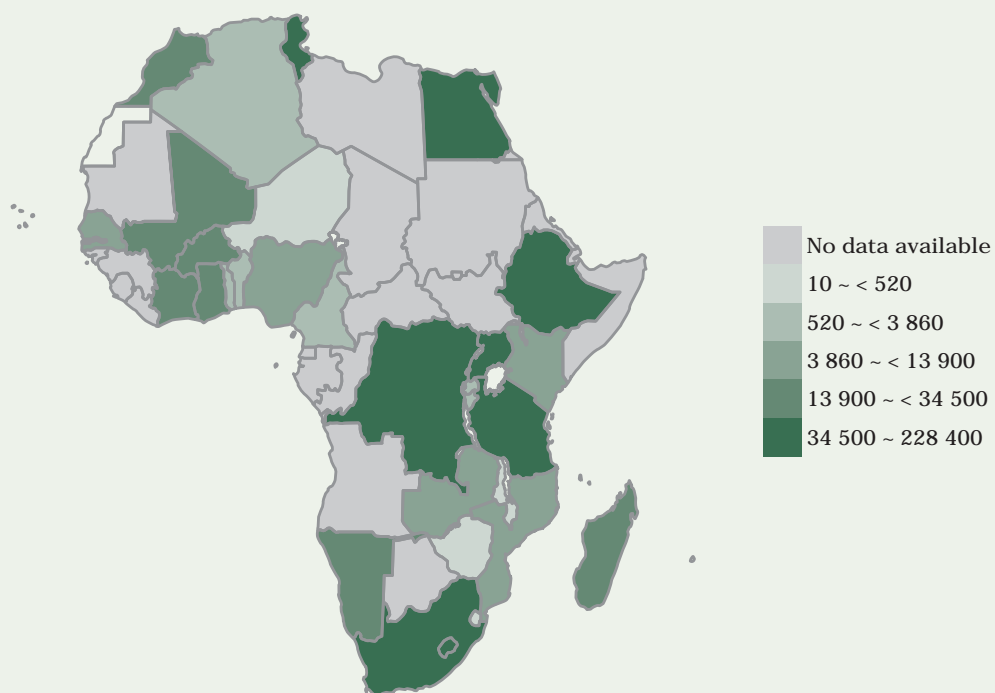 No data available
10 ~ < 520
520 ~ < 3 860
3 860 ~ < 13 900
13 900 ~ < 34 500
34 500 ~ 228 400